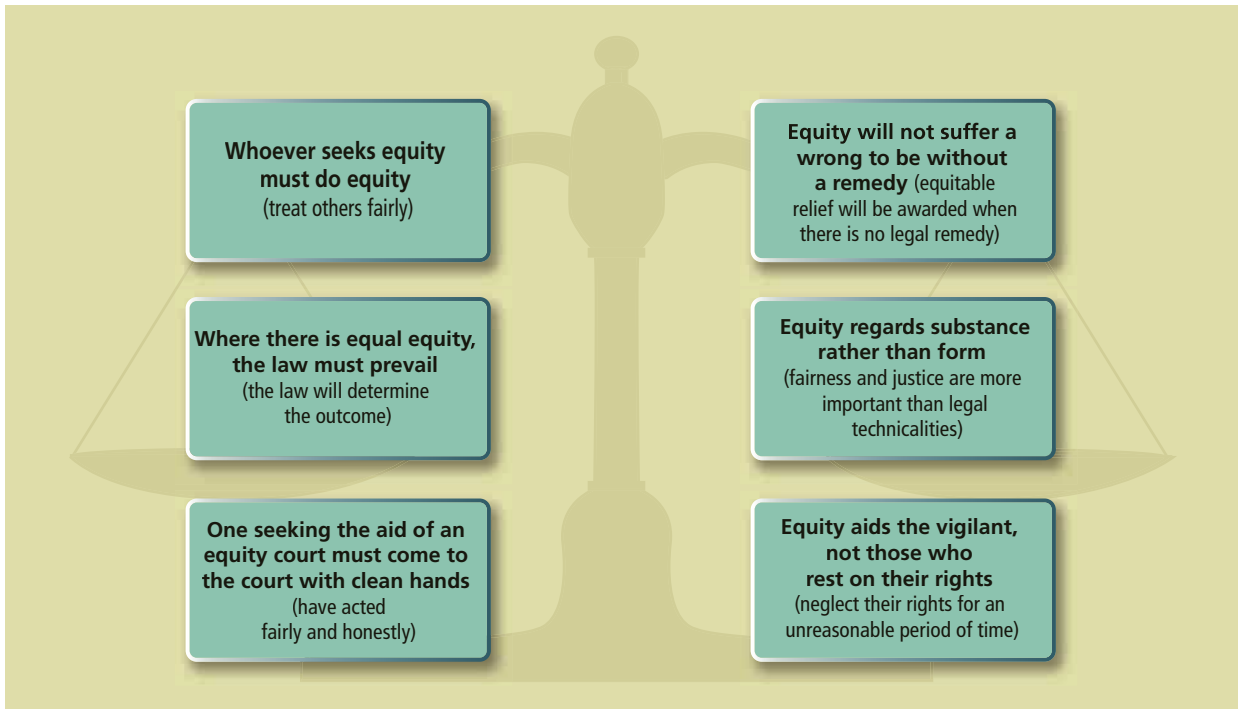 Whoever seeks equity
must do equity
(treat others fairly)
Where there is equal equity,
the law must prevail
(the law will determine
the outcome)
One seeking the aid of an
equity court must come to
the court with clean hands
(have acted
fairly and honestly)
Equity will not suffer a
wrong to be without
a remedy (equitable
relief will be awarded when
there is no legal remedy)
Equity regards substance
rather than form
(fairness and justice are more
important than legal
technicalities)
Equity aids the vigilant,
not those who
rest on their rights
(neglect their rights for an
unreasonable period of time)